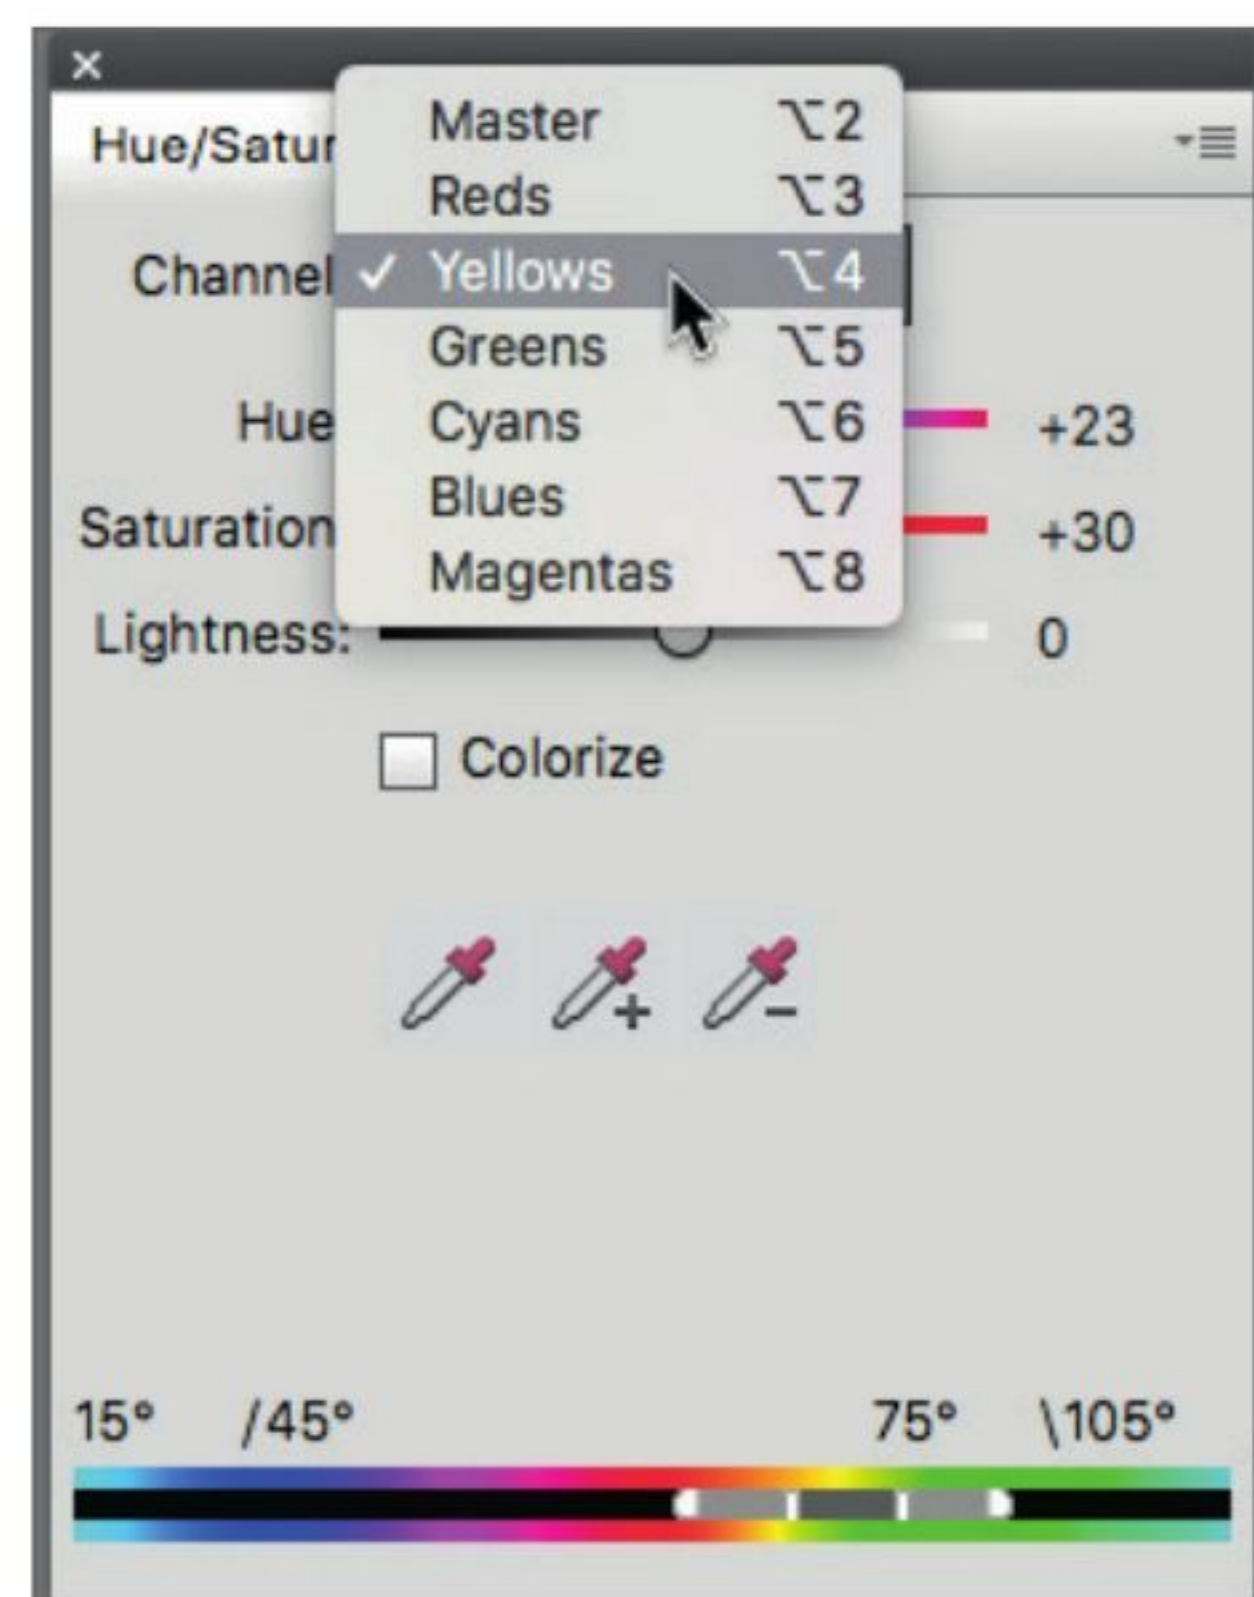 Hue/Satur
Master ⌥2
Reds ⌥3
Channel ✓ Yellows ⌥4
Greens ⌥5
Hue Cyans ⌥6 +23
Blues ⌥7
Saturation +30
Magentas ⌥8
Lightness: 0
Colorize
15° /45° 75° \105°